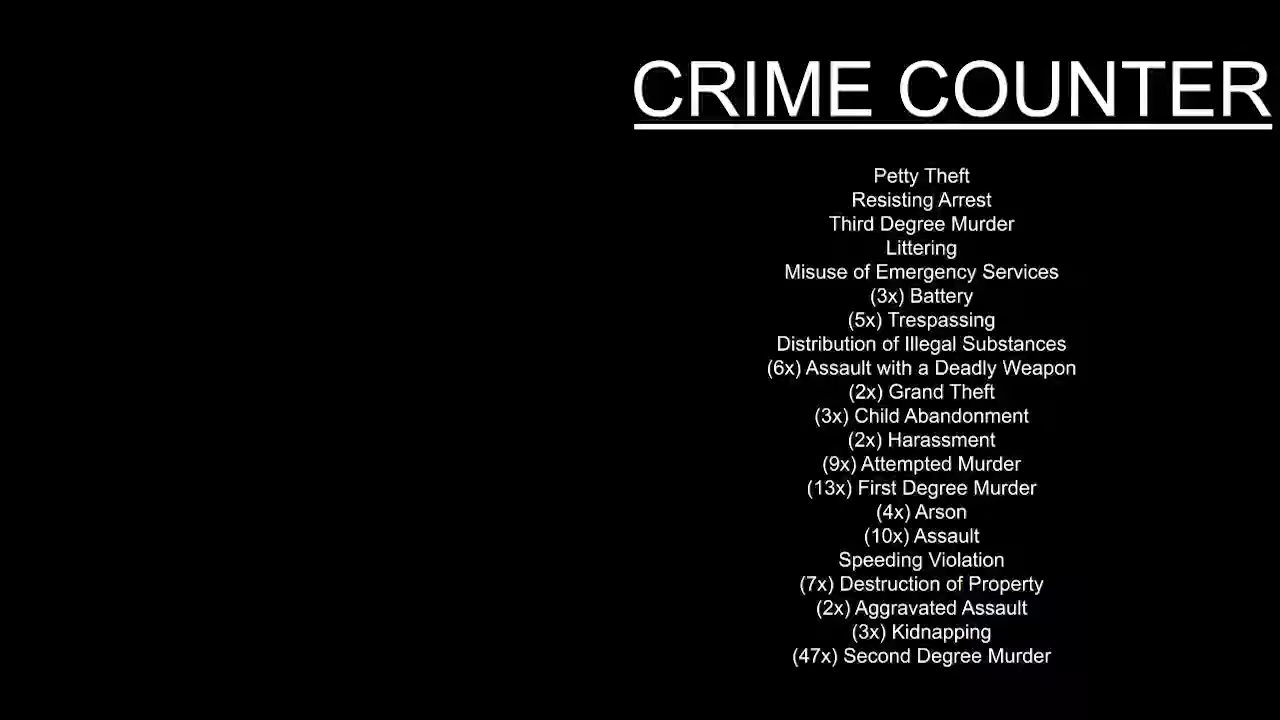 CRIME COUNTER
Petty Theft
Resisting Arrest
Third Degree Murder
Littering
Misuse of Emergency Services
(3x) Battery
(5x) Trespassing
Distribution of Illegal Substances
(6x) Assault with a Deadly Weapon
(2x) Grand Theft
(3x) Child Abandonment
(2x) Harassment
(9x) Attempted Murder
(13x) First Degree Murder
(4x) Arson
(10x) Assault
Speeding Violation
(7x) Destruction of Property
(2x) Aggravated Assault
(3x) Kidnapping
(47x) Second Degree Murder